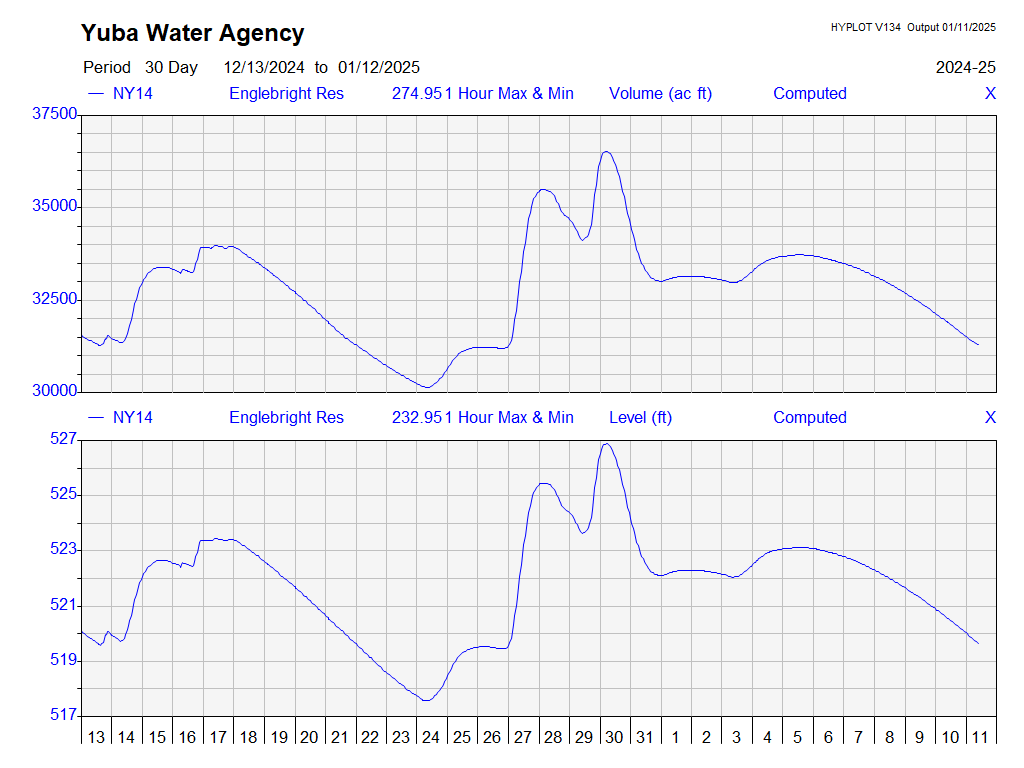 Yuba Water Agency
HYPLOT V134 Output 01/11/2025
Period 30 Day 12/13/2024 to 01/12/2025
2024-25
NY14 Englebright Res 274.951 Hour Max & Min Volume (ac ft) Computed X
37500
35000
32500
30000
NY14 Englebright Res 232.951 Hour Max & Min Level (ft) Computed X
527
525
523
521
519
517
13 14 15 16 17 18 19 20 21 22 23 24 25 26 27 28 29 30 31 1 2 3 4 5 6 7 8 9 10 11